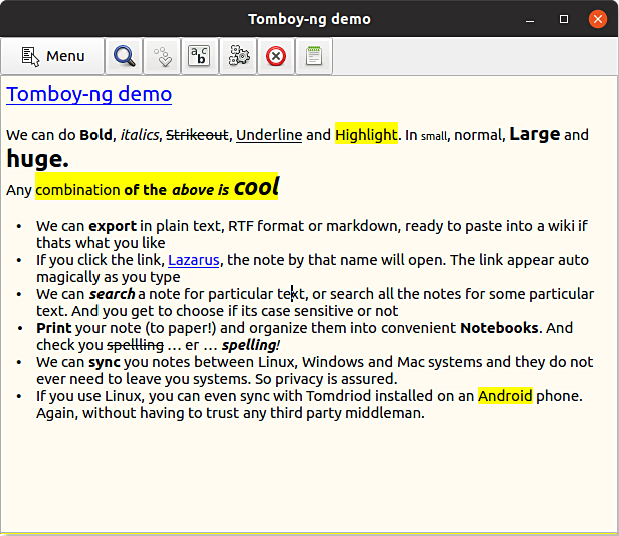 Tomboy-ng demo
Menu
a b c
Tomboy-ng demo
We can do Bold, italics, Strikeout, Underline and Highlight. In small, normal, Large and
huge.
Any combination of the above is cool
• We can export in plain text, RTF format or markdown, ready to paste into a wiki if
thats what you like
• If you click the link, Lazarus, the note by that name will open. The link appear auto
magically as you type
• We can search a note for particular text, or search all the notes for some particular
text. And you get to choose if its case sensitive or not
• Print your note (to paper!) and organize them into convenient Notebooks. And
check you spellling ... er ... spelling!
• We can sync you notes between Linux, Windows and Mac systems and they do not
ever need to leave you systems. So privacy is assured.
• If you use Linux, you can even sync with Tomdriod installed on an Android phone.
Again, without having to trust any third party middleman.